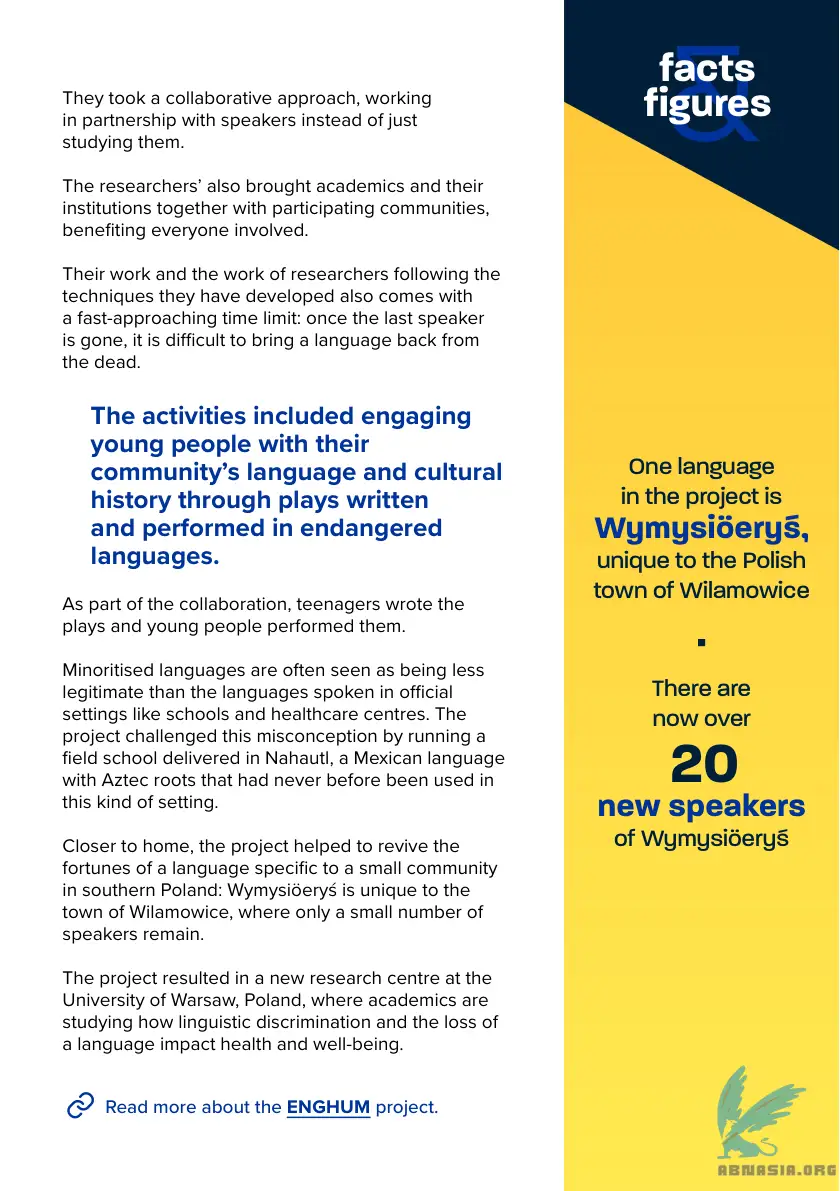 They took a collaborative approach, working
in partnership with speakers instead of just
studying them.
The researchers’ also brought academics and their
institutions together with participating communities,
benefiting everyone involved.
Their work and the work of researchers following the
techniques they have developed also comes with
a fast-approaching time limit: once the last speaker
is gone, it is difficult to bring a language back from
the dead.
The activities included engaging
young people with their
community’s language and cultural
history through plays written
and performed in endangered
languages.
As part of the collaboration, teenagers wrote the
plays and young people performed them.
Minoritised languages are often seen as being less
legitimate than the languages spoken in official
settings like schools and healthcare centres. The
project challenged this misconception by running a
field school delivered in Nahautl, a Mexican language
with Aztec roots that had never before been used in
this kind of setting.
Closer to home, the project helped to revive the
fortunes of a language specific to a small community
in southern Poland: Wymysiöeryś is unique to the
town of Wilamowice, where only a small number of
speakers remain.
The project resulted in a new research centre at the
University of Warsaw, Poland, where academics are
studying how linguistic discrimination and the loss of
a language impact health and well-being.
Read more about the ENGHUM project.
facts
&
figures
One language
in the project is
Wymysiöeryś,
unique to the Polish
town of Wilamowice
There are
now over
20
new speakers
of Wymysiöeryś
ABNASIA.ORG